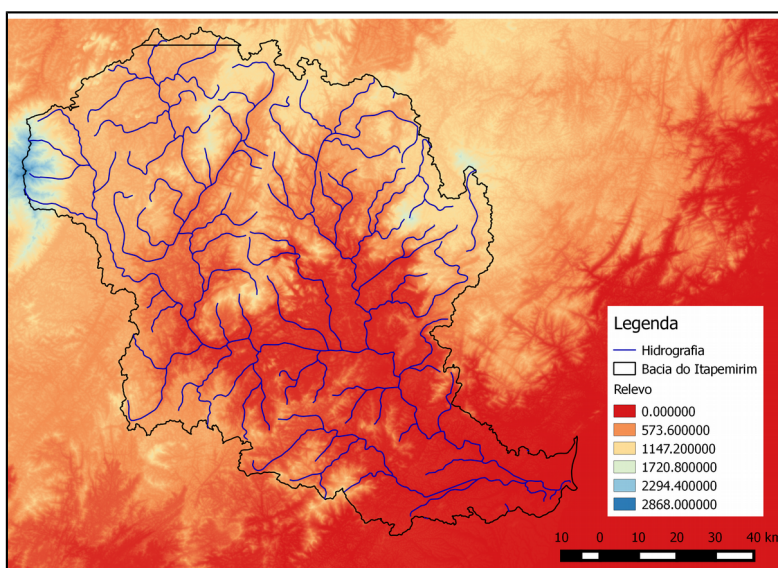 Legenda
Hidrografia
Bacia do Itapemirim
Relevo
0.000000
573.600000
1147.200000
1720.800000
2294.400000
2868.000000
10 0 10 20 30 40 km